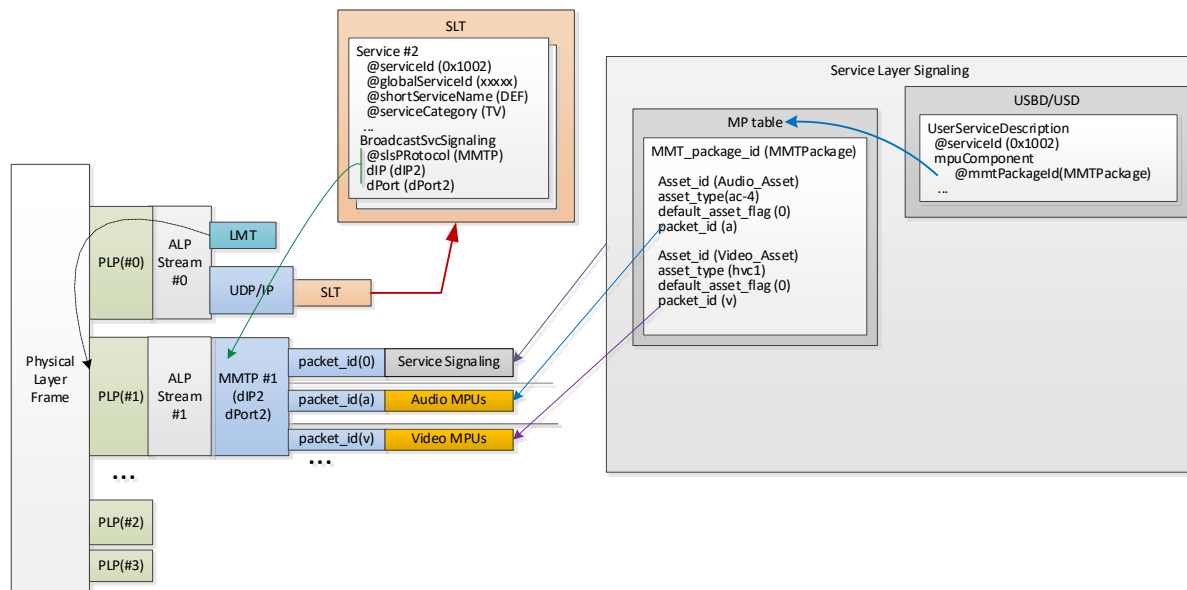 SLT
Service #2
@serviceId (0x1002)
@globalServiceId (xxxxx)
@shortServiceName (DEF)
@serviceCategory (TV)
...
BroadcastSvcSignaling
@slsPRotocol (MMTP)
dIP (dIP2)
dPort (dPort2)
Service Layer Signaling
MP table
MMT_package_id (MMTPackage)
Asset_id (Audio_Asset)
asset_type(ac-4)
default_asset_flag (0)
packet_id (a)
Asset_id (Video_Asset)
asset_type (hvc1)
default_asset_flag (0)
packet_id (v)
USBD/USD
UserServiceDescription
@serviceId (0x1002)
mpuComponent
@mmtPackageId(MMTPackage)
...
Physical
Layer
Frame
PLP(#0)
ALP
Stream
#0
LMT
UDP/IP
SLT
PLP(#1)
ALP
Stream
#1
MMTP #1
(dIP2
dPort2)
packet_id(0)
Service Signaling
packet_id(a)
Audio MPUs
packet_id(v)
Video MPUs
...
...
PLP(#2)
PLP(#3)